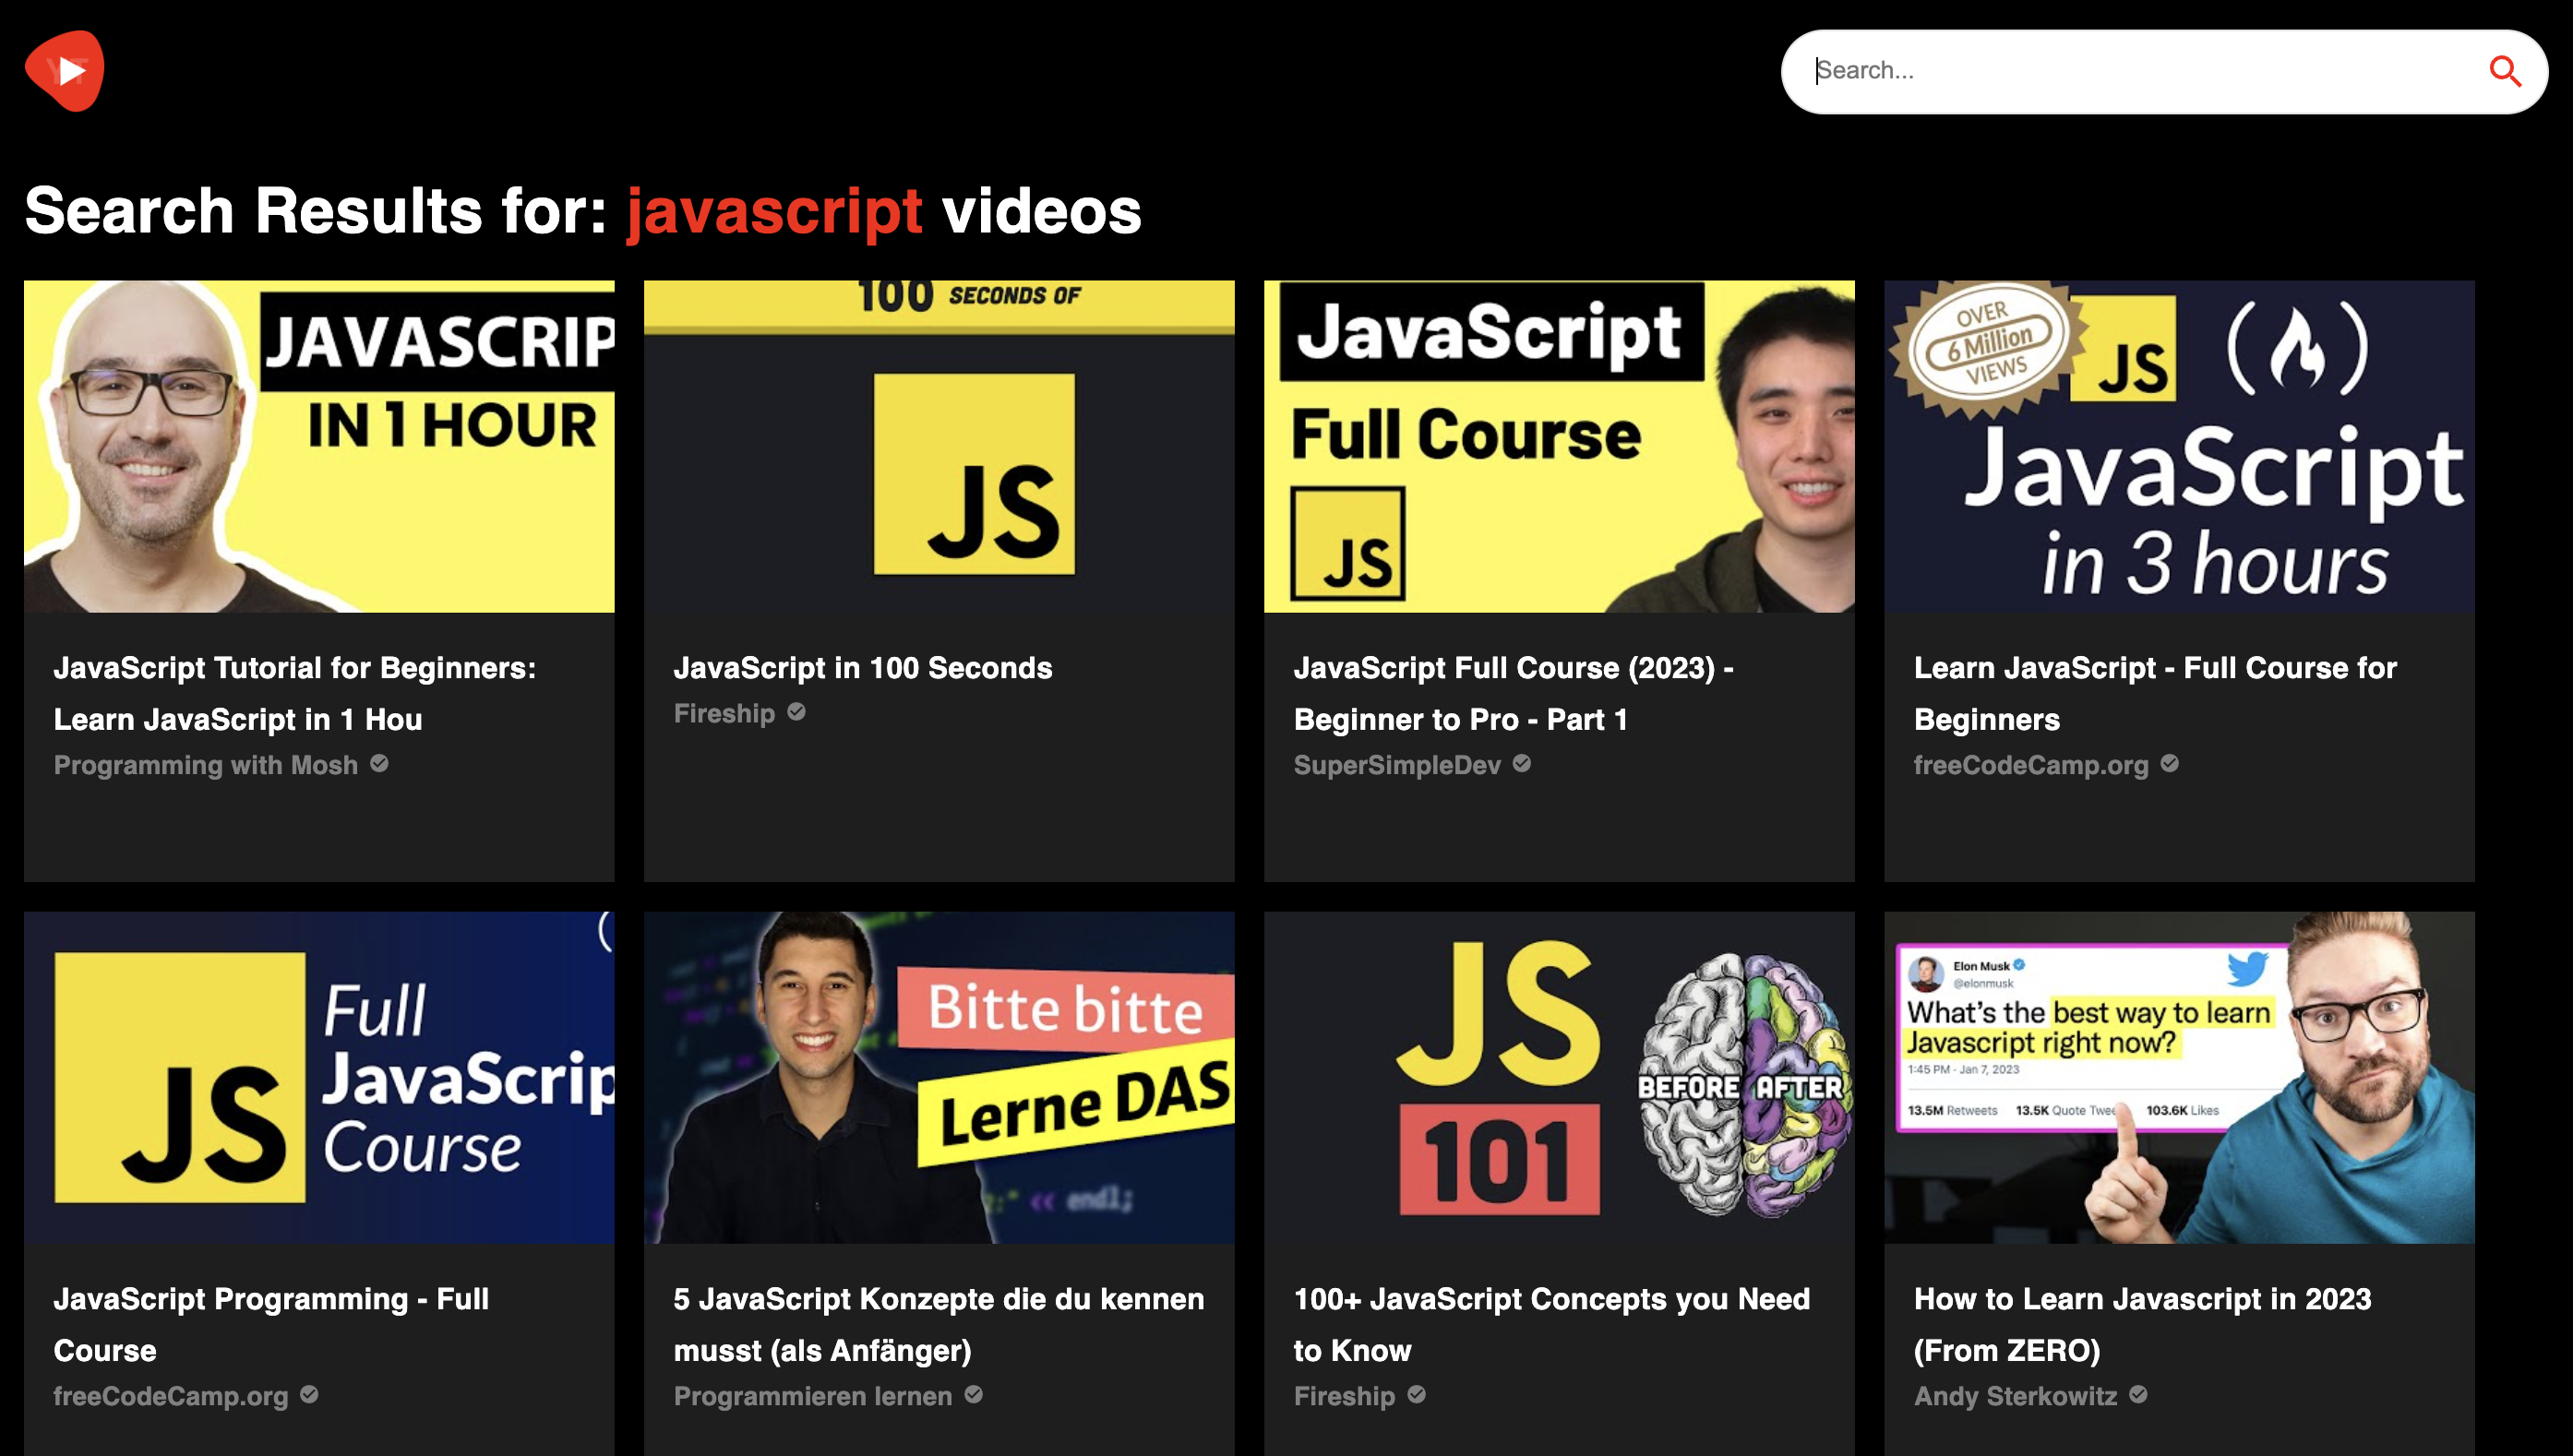 YT
Search...
Search Results for: javascript videos
JAVASCRIP
IN 1 HOUR
100 SECONDS OF
JS
JavaScript
Full Course
JS
OVER
6 Million
VIEWS
JS
JavaScript
in 3 hours
JavaScript Tutorial for Beginners:
Learn JavaScript in 1 Hou
Programming with Mosh
JavaScript in 100 Seconds
Fireship
JavaScript Full Course (2023) -
Beginner to Pro - Part 1
SuperSimpleDev
Learn JavaScript - Full Course for
Beginners
freeCodeCamp.org
JS
Full
JavaScrip
Course
Bitte bitte
Lerne DAS
:" << endl;
JS
101
BEFORE AFTER
Elon Musk
@elonmusk
What's the best way to learn
Javascript right now?
1:45 PM - Jan 7, 2023
13.5M Retweets 13.5K Quote Twee 103.6K Likes
JavaScript Programming - Full
Course
freeCodeCamp.org
5 JavaScript Konzepte die du kennen
musst (als Anfänger)
Programmieren lernen
100+ JavaScript Concepts you Need
to Know
Fireship
How to Learn Javascript in 2023
(From ZERO)
Andy Sterkowitz